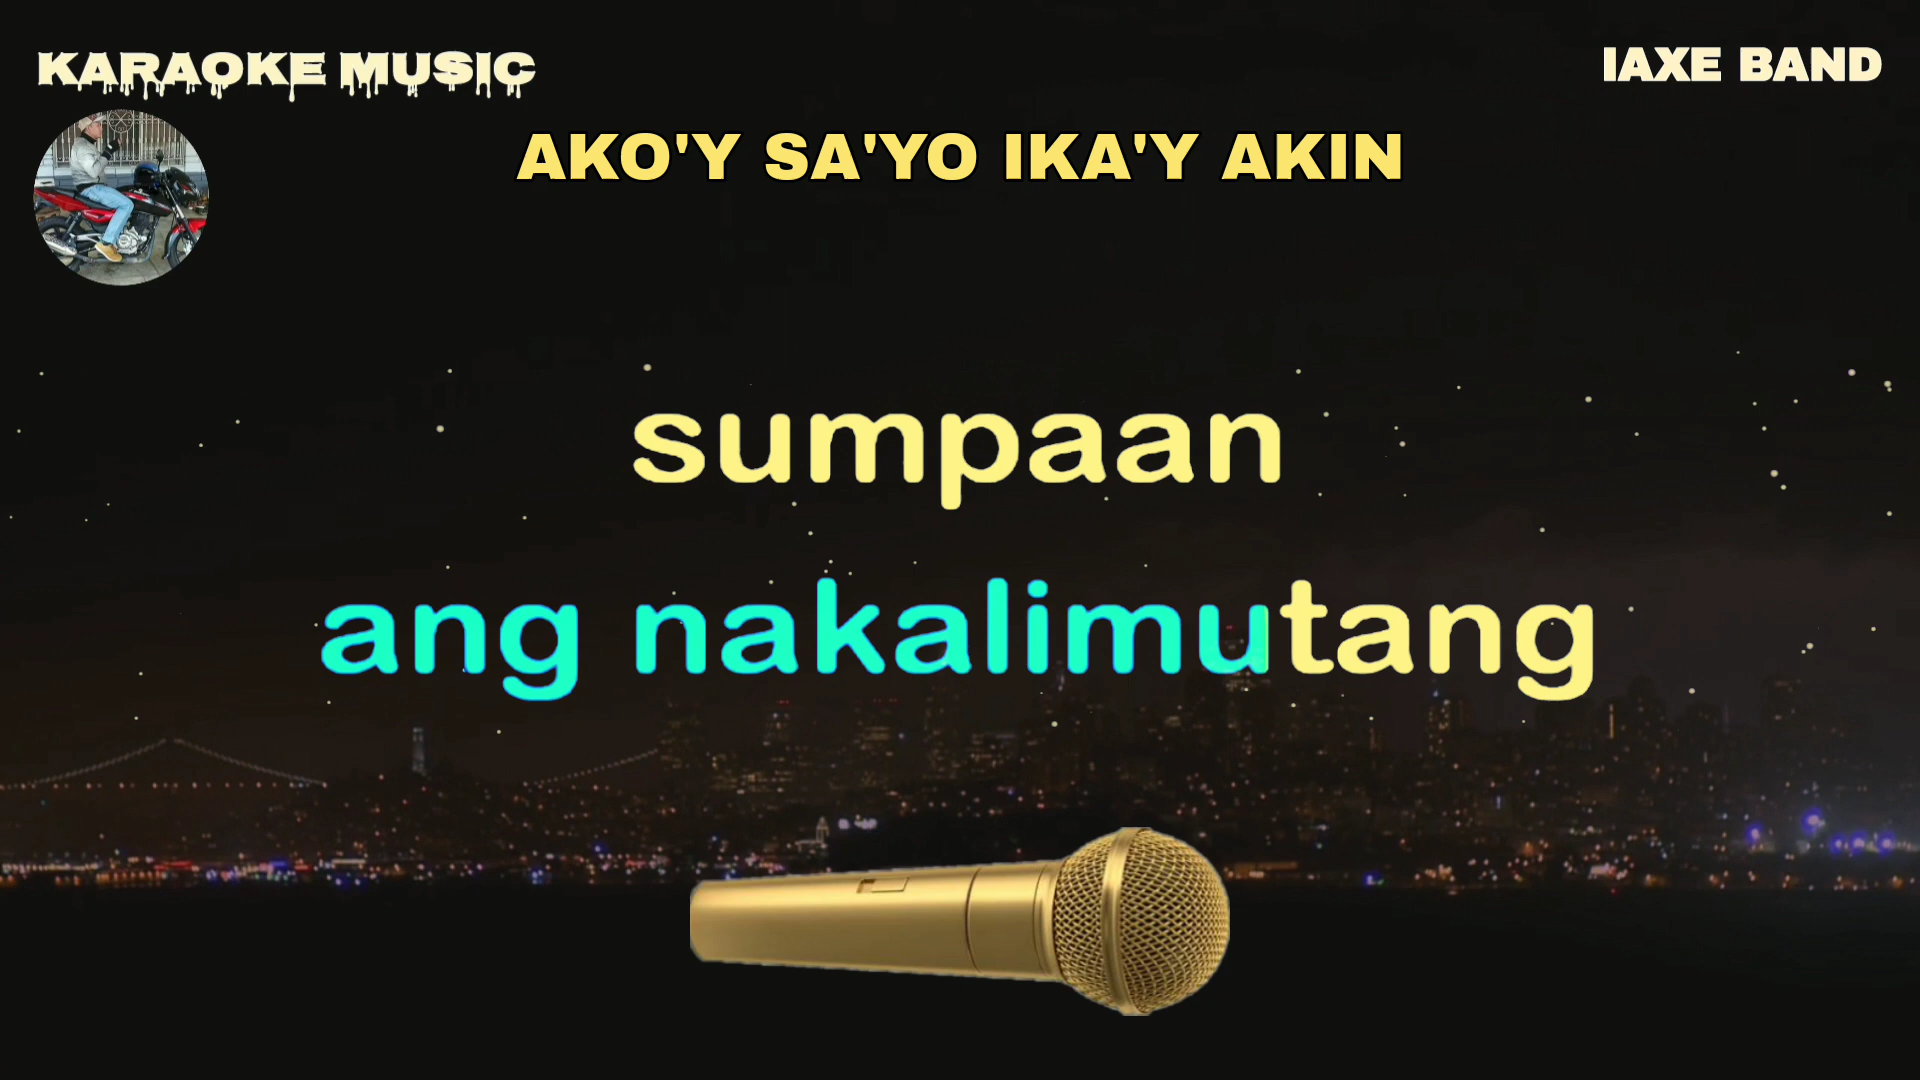 KARAOKE MUSIC
IAXE BAND
AKO'Y SA'YO IKA'Y AKIN
sumpaan
ang nakalimutang